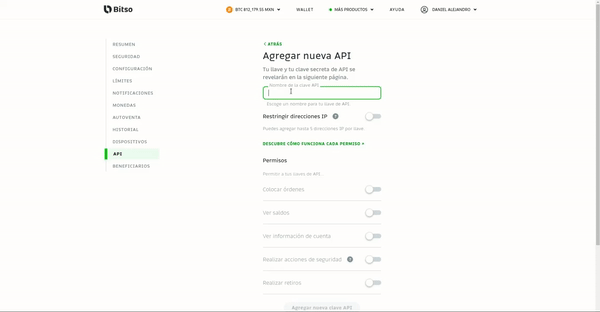 Bitso
BTC 812,179.55 MXN
WALLET
MÁS PRODUCTOS
AYUDA
DANIEL ALEJANDRO
RESUMEN
SEGURIDAD
CONFIGURACIÓN
LÍMITES
NOTIFICACIONES
MONEDAS
AUTOVENTA
HISTORIAL
DISPOSITIVOS
API
BENEFICIARIOS
ATRÁS
Agregar nueva API
Tu llave y tu clave secreta de API se
revelarán en la siguiente página.
Nombre de la clave API
Escoge un nombre para tu llave de API
Restringir direcciones IP
Puedes agregar hasta 5 direcciones IP por clave
DESCUBRE CÓMO FUNCIONA CADA PERMISO
Permisos
Permisos a tus llaves de API.
Colocar órdenes
Ver saldos
Ver información de cuenta
Realizar acciones de seguridad
Realizar retiros
Agregar nueva clave API